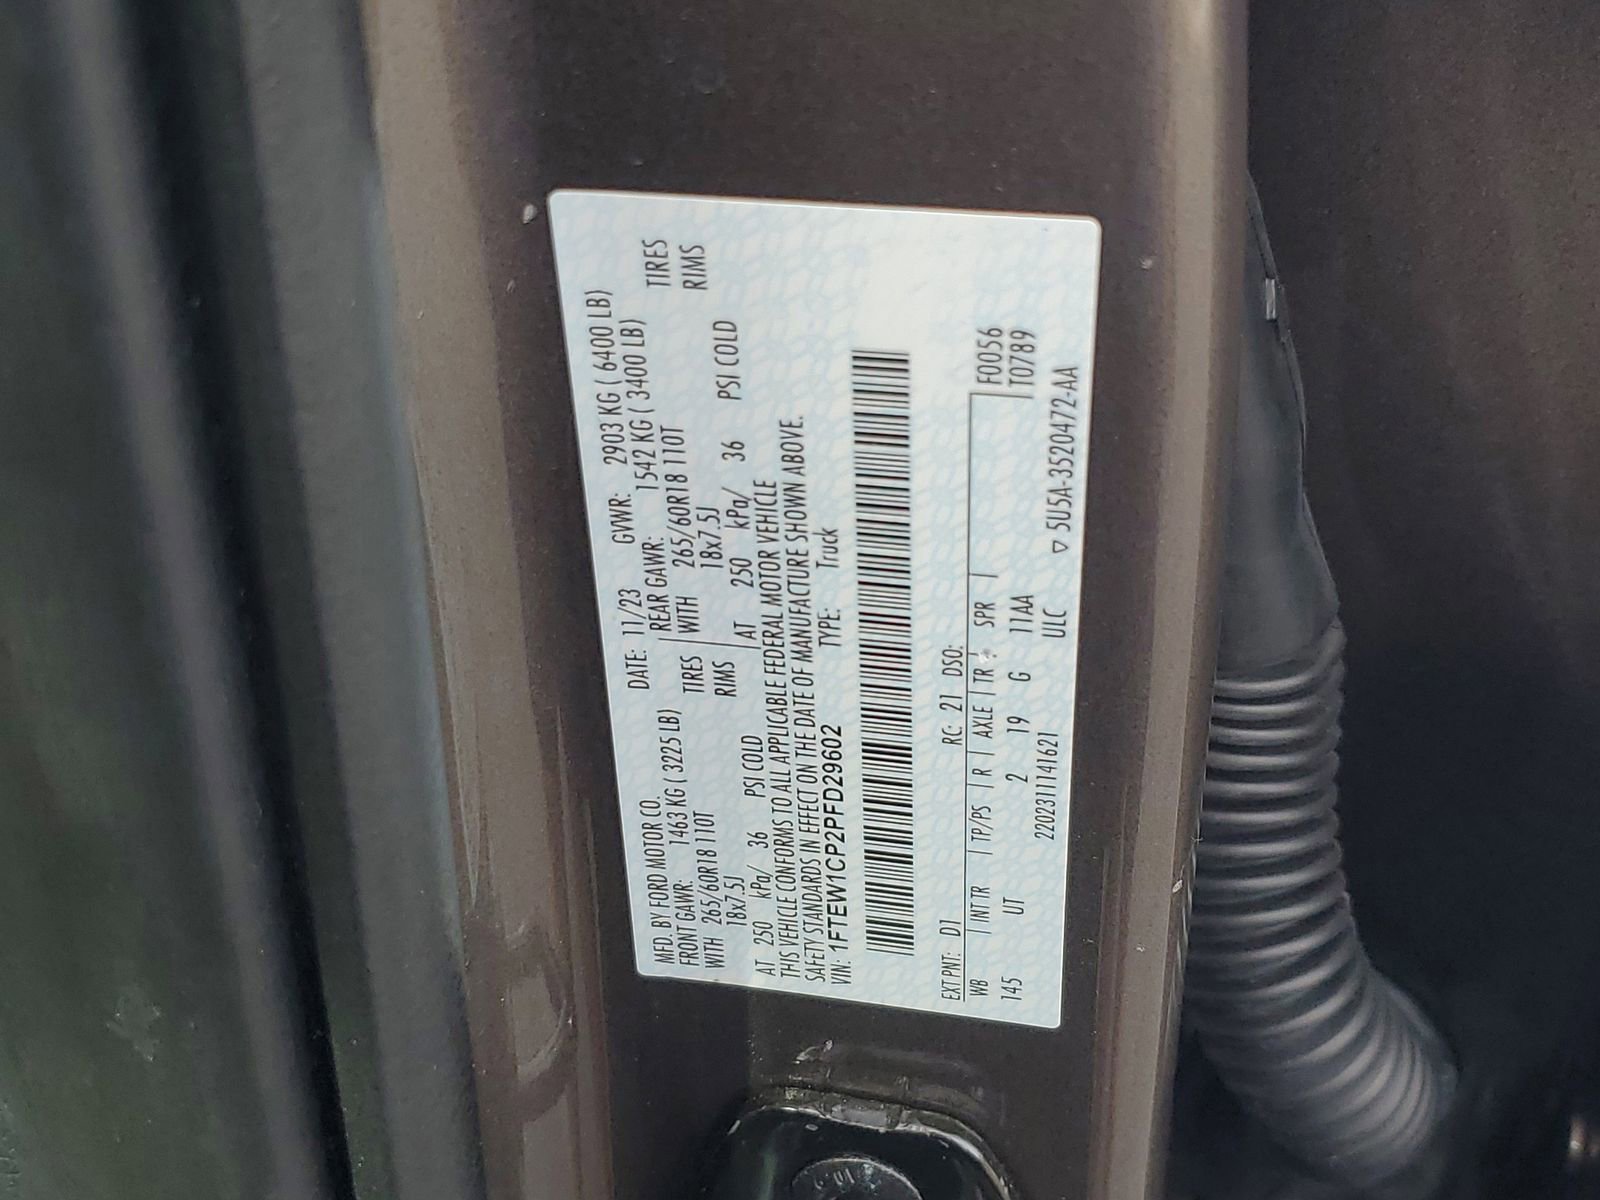 MFD. BY FORD MOTOR CO. DATE: 11/23 GVWR: 2903 KG ( 6400 LB)
FRONT GAWR: 1463 KG ( 3225 LB) REAR GAWR: 1542 KG ( 3400 LB)
WITH 265/60R18 110T TIRES WITH 265/60R18 110T TIRES
18x7.5J RIMS 18x7.5J RIMS
AT 250 kPa/ 36 PSI COLD AT 250 kPa/ 36 PSI COLD
THIS VEHICLE CONFORMS TO ALL APPLICABLE FEDERAL MOTOR VEHICLE
SAFETY STANDARDS IN EFFECT ON THE DATE OF MANUFACTURE SHOWN ABOVE.
VIN: 1FTEW1CP2PFD29602 TYPE: Truck
EXT PNT: D1 RC: 21 DSO:
WB | INT TR | TP/PS | R | AXLE | TR | SPR | F0056
145 UT 2 19 G 11AA T0789
2202311141621 ULC ▽ 5U5A-3520472-AA